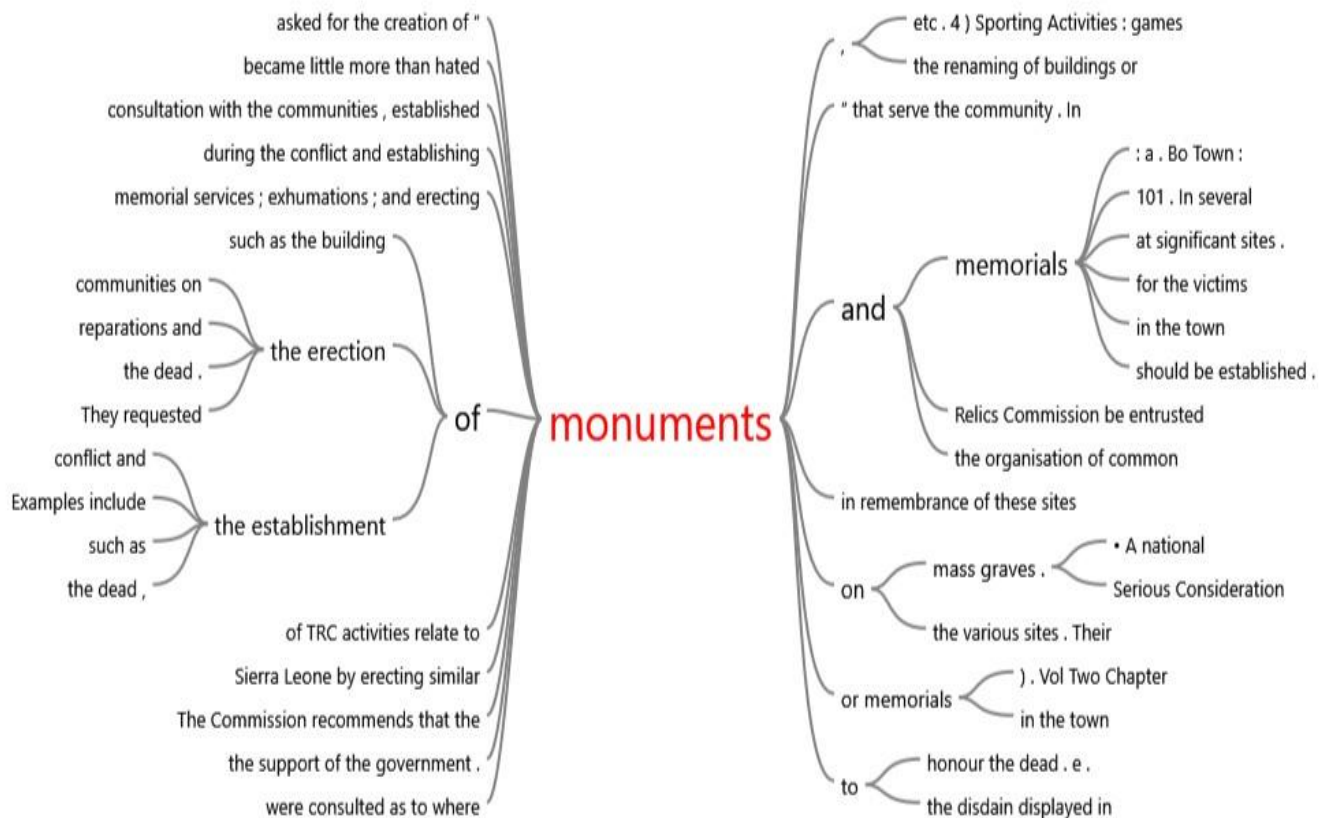 asked for the creation of "
became little more than hated
consultation with the communities , established
during the conflict and establishing
memorial services ; exhumations ; and erecting
such as the building
communities on
reparations and
the dead .
They requested
the erection
conflict and
Examples include
such as
the dead ,
the establishment
of
of TRC activities relate to
Sierra Leone by erecting similar
The Commission recommends that the
the support of the government .
were consulted as to where
monuments
,
etc . 4 ) Sporting Activities : games
the renaming of buildings or
" that serve the community . In
and
memorials
: a . Bo Town :
101 . In several
at significant sites .
for the victims
in the town
should be established .
Relics Commission be entrusted
the organisation of common
in remembrance of these sites
on
mass graves .
• A national
Serious Consideration
the various sites . Their
or memorials
) . Vol Two Chapter
in the town
to
honour the dead . e .
the disdain displayed in